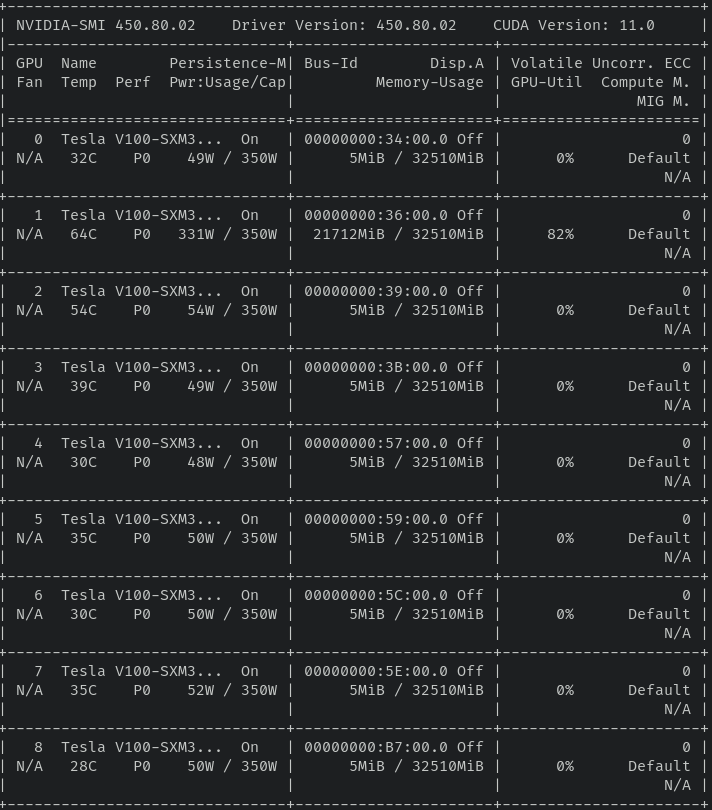 +-----------------------------------------------------------------------------+
| NVIDIA-SMI 450.80.02    Driver Version: 450.80.02    CUDA Version: 11.0     |
|-------------------------------+----------------------+----------------------+
| GPU  Name        Persistence-M| Bus-Id        Disp.A | Volatile Uncorr. ECC |
| Fan  Temp  Perf  Pwr:Usage/Cap|         Memory-Usage | GPU-Util  Compute M. |
|                               |                      |               MIG M. |
|===============================+======================+======================|
|   0  Tesla V100-SXM3...  On   | 00000000:34:00.0 Off |                    0 |
| N/A   32C    P0    49W / 350W |      5MiB / 32510MiB |      0%      Default |
|                               |                      |                  N/A |
+-------------------------------+----------------------+----------------------+
|   1  Tesla V100-SXM3...  On   | 00000000:36:00.0 Off |                    0 |
| N/A   64C    P0   331W / 350W |  21712MiB / 32510MiB |     82%      Default |
|                               |                      |                  N/A |
+-------------------------------+----------------------+----------------------+
|   2  Tesla V100-SXM3...  On   | 00000000:39:00.0 Off |                    0 |
| N/A   54C    P0    54W / 350W |      5MiB / 32510MiB |      0%      Default |
|                               |                      |                  N/A |
+-------------------------------+----------------------+----------------------+
|   3  Tesla V100-SXM3...  On   | 00000000:3B:00.0 Off |                    0 |
| N/A   39C    P0    49W / 350W |      5MiB / 32510MiB |      0%      Default |
|                               |                      |                  N/A |
+-------------------------------+----------------------+----------------------+
|   4  Tesla V100-SXM3...  On   | 00000000:57:00.0 Off |                    0 |
| N/A   30C    P0    48W / 350W |      5MiB / 32510MiB |      0%      Default |
|                               |                      |                  N/A |
+-------------------------------+----------------------+----------------------+
|   5  Tesla V100-SXM3...  On   | 00000000:59:00.0 Off |                    0 |
| N/A   35C    P0    50W / 350W |      5MiB / 32510MiB |      0%      Default |
|                               |                      |                  N/A |
+-------------------------------+----------------------+----------------------+
|   6  Tesla V100-SXM3...  On   | 00000000:5C:00.0 Off |                    0 |
| N/A   30C    P0    50W / 350W |      5MiB / 32510MiB |      0%      Default |
|                               |                      |                  N/A |
+-------------------------------+----------------------+----------------------+
|   7  Tesla V100-SXM3...  On   | 00000000:5E:00.0 Off |                    0 |
| N/A   35C    P0    52W / 350W |      5MiB / 32510MiB |      0%      Default |
|                               |                      |                  N/A |
+-------------------------------+----------------------+----------------------+
|   8  Tesla V100-SXM3...  On   | 00000000:B7:00.0 Off |                    0 |
| N/A   28C    P0    50W / 350W |      5MiB / 32510MiB |      0%      Default |
|                               |                      |                  N/A |
+-------------------------------+----------------------+----------------------+